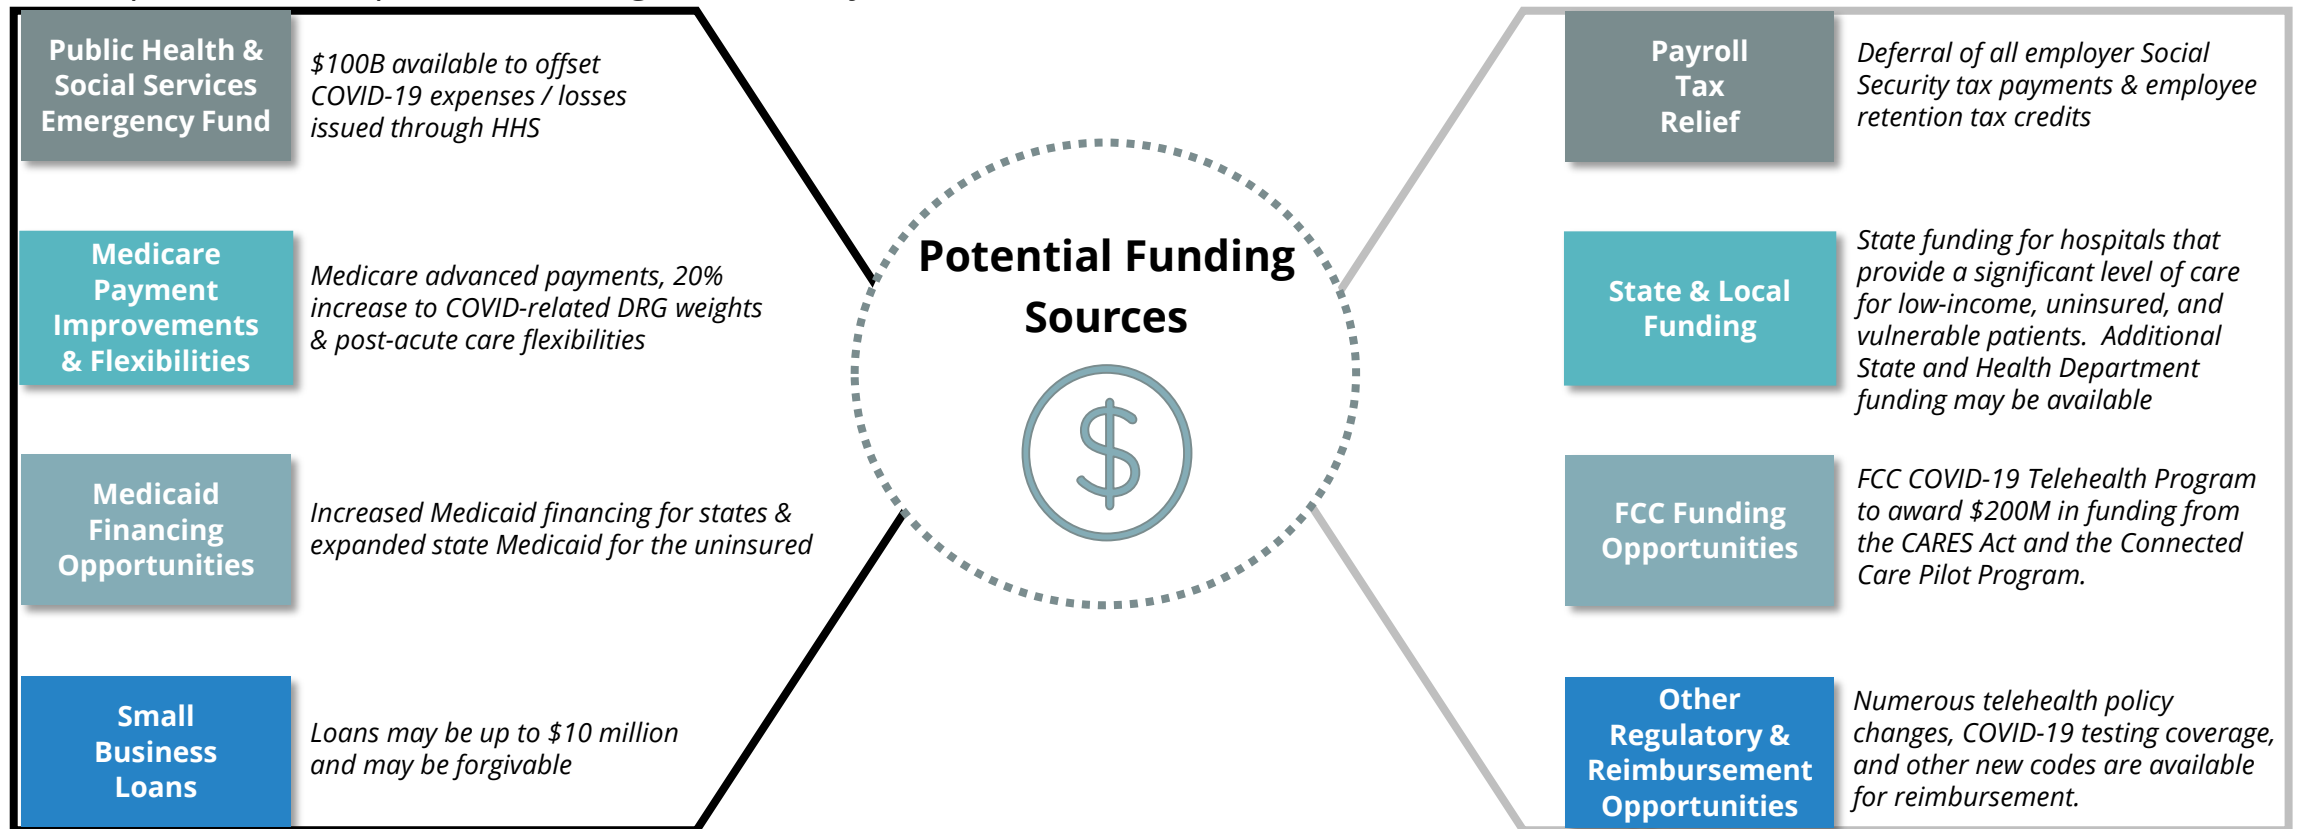 Public Health &
Social Services
Emergency Fund
$100B available to offset
COVID-19 expenses / losses
issued through HHS
Medicare
Payment
Improvements
& Flexibilities
Medicare advanced payments, 20%
increase to COVID-related DRG weights
& post-acute care flexibilities
Medicaid
Financing
Opportunities
Increased Medicaid financing for states &
expanded state Medicaid for the uninsured
Small
Business
Loans
Loans may be up to $10 million
and may be forgivable
Potential Funding
Sources
$
Payroll
Tax
Relief
Deferral of all employer Social
Security tax payments & employee
retention tax credits
State & Local
Funding
State funding for hospitals that
provide a significant level of care
for low-income, uninsured, and
vulnerable patients.  Additional
State and Health Department
funding may be available
FCC Funding
Opportunities
FCC COVID-19 Telehealth Program
to award $200M in funding from
the CARES Act and the Connected
Care Pilot Program.
Other
Regulatory &
Reimbursement
Opportunities
Numerous telehealth policy
changes, COVID-19 testing coverage,
and other new codes are available
for reimbursement.